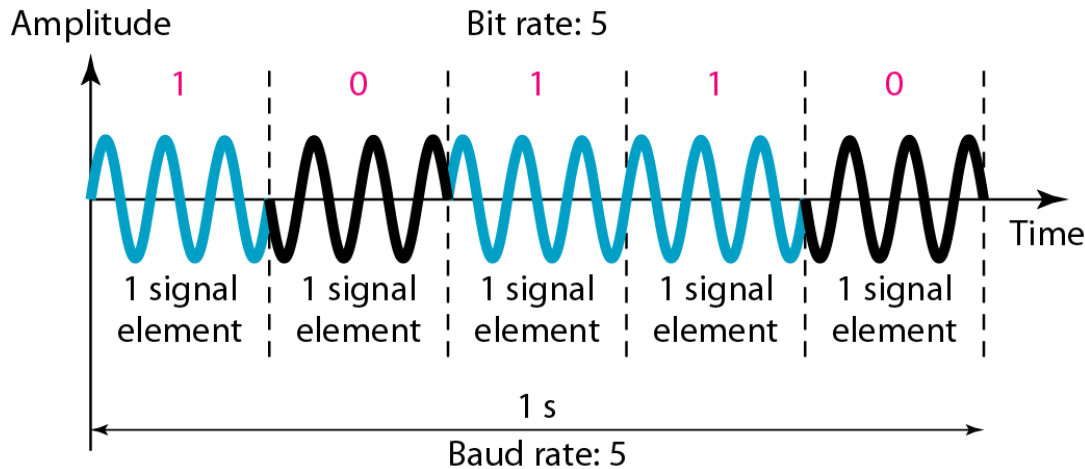 Amplitude
Bit rate: 5
1 0 1 1 0
Time
1 signal 1 signal 1 signal 1 signal 1 signal
element element element element element
1 s
Baud rate: 5